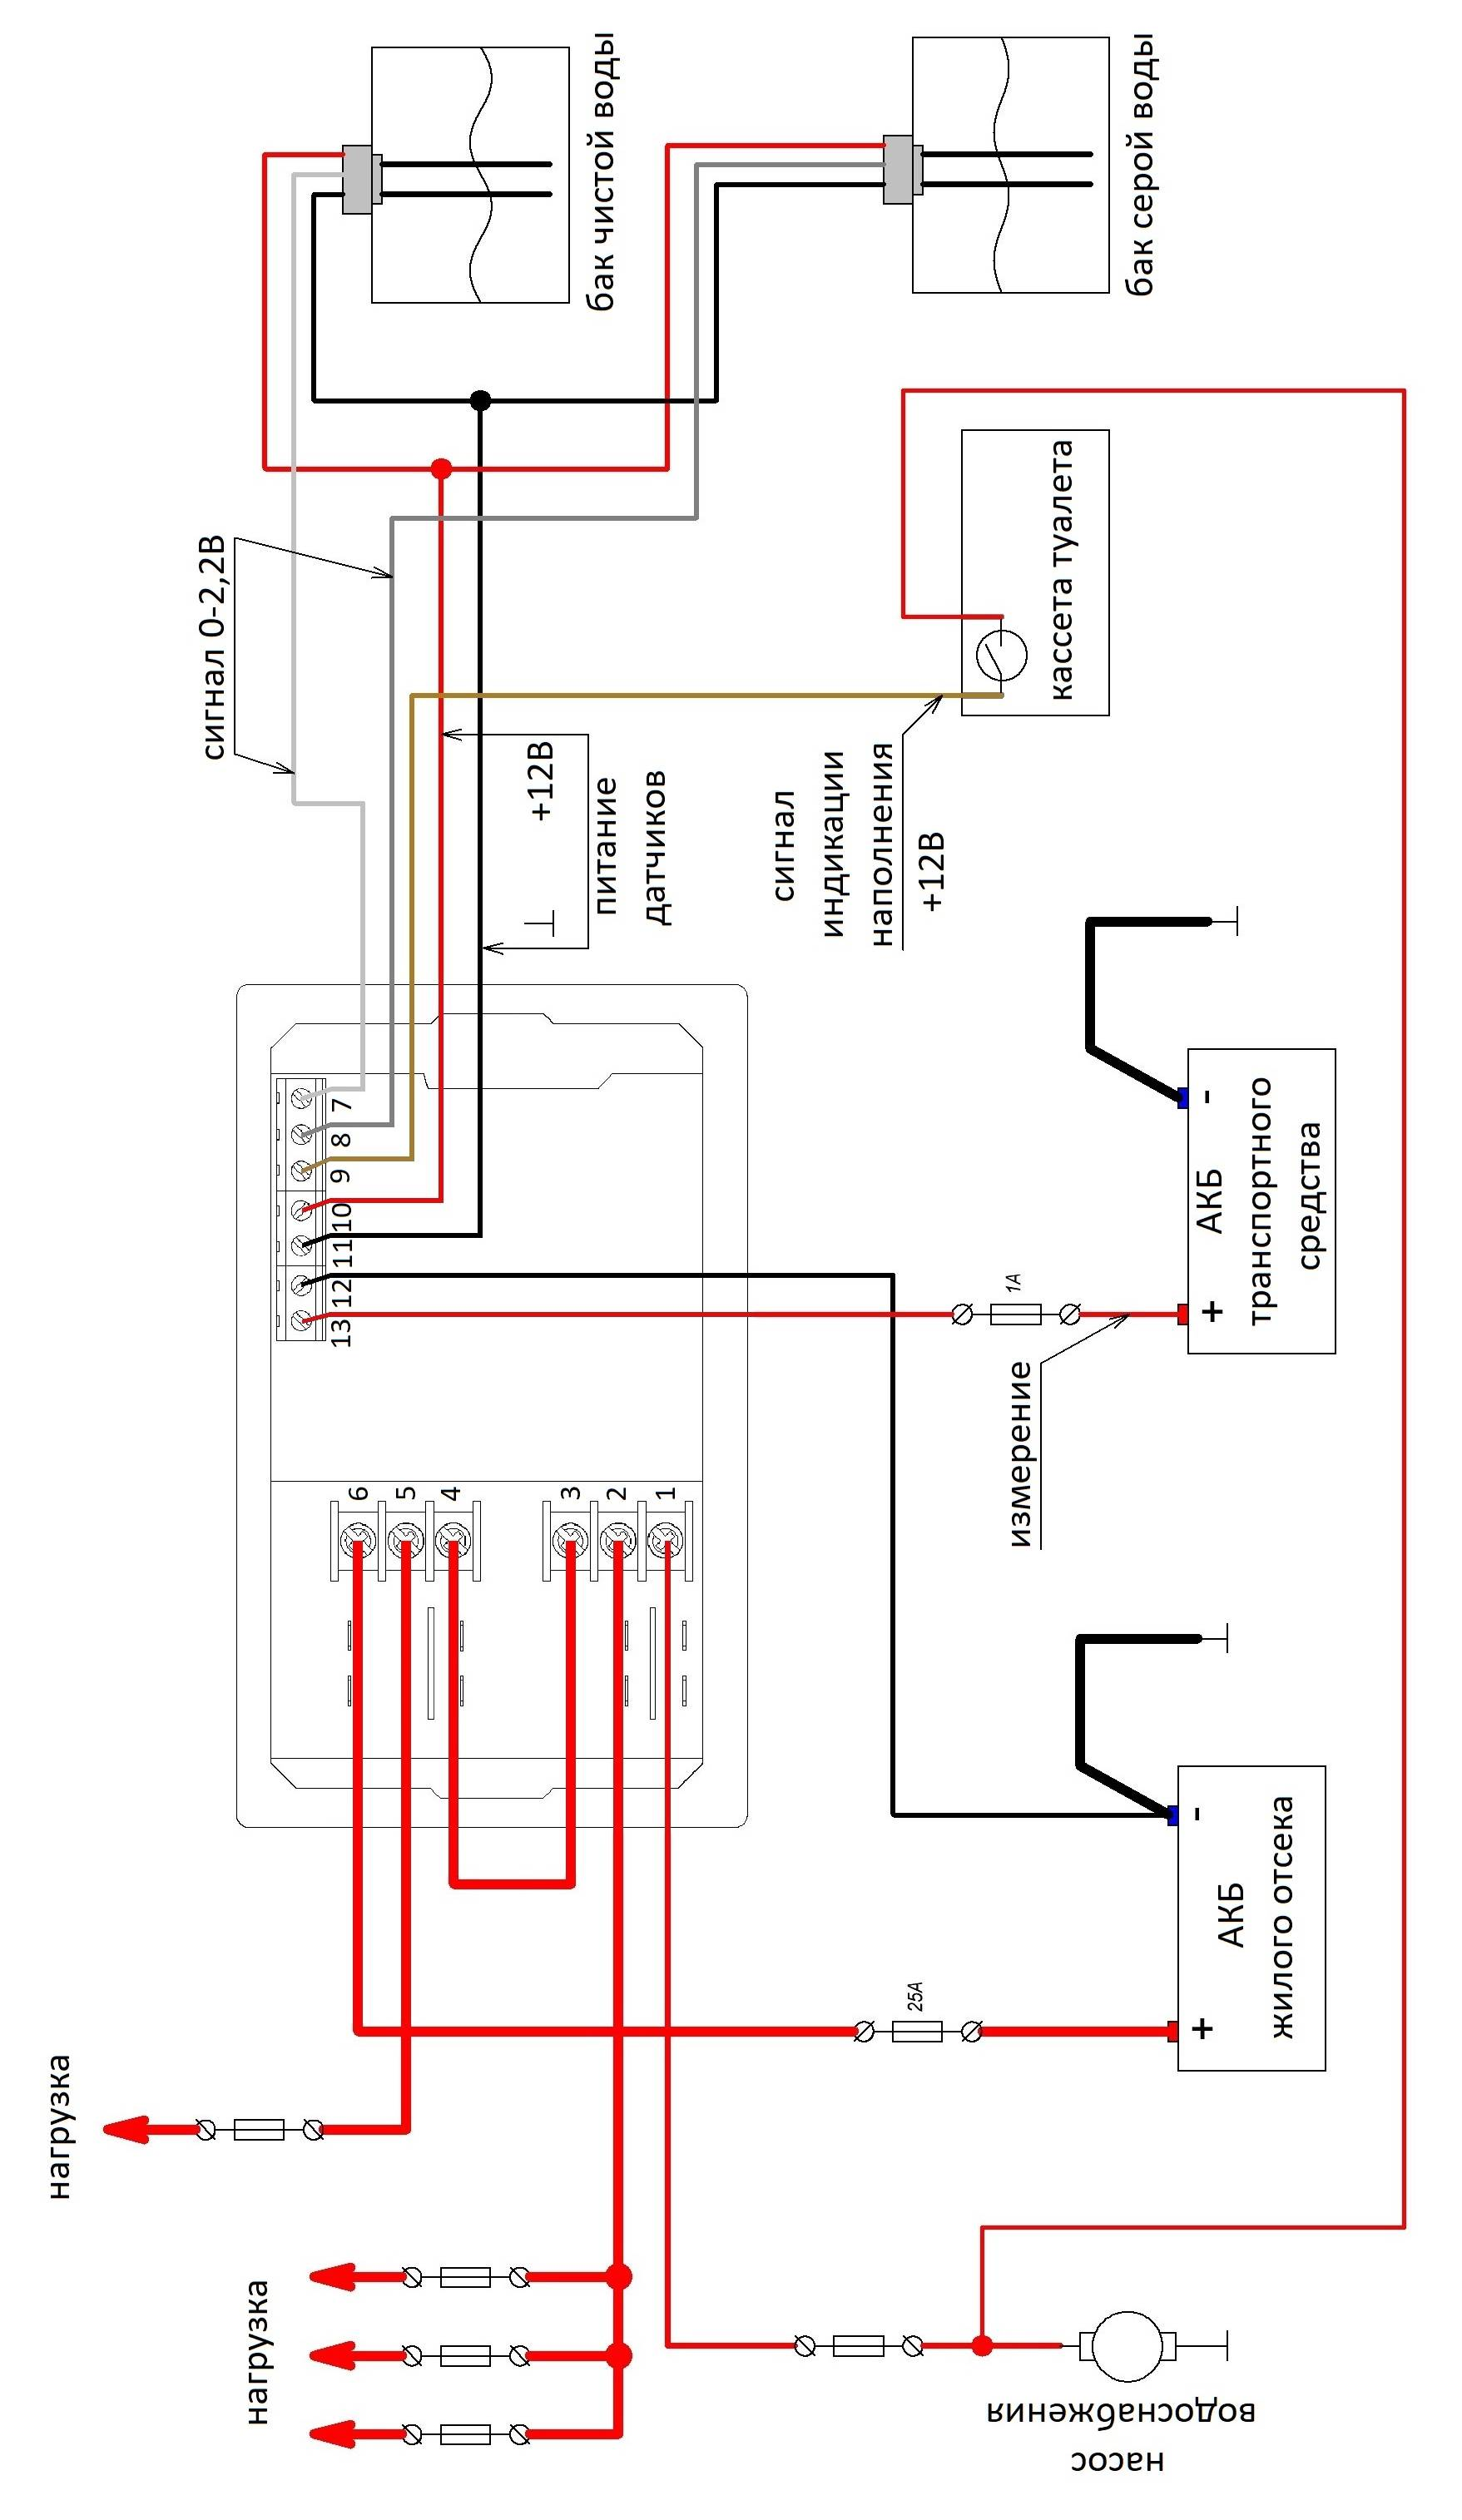 бак чистой воды
бак серой воды
сигнал 0-2,2В
кассета туалета
+12В
питание
датчиков
сигнал
индикации
наполнения
+12В
7
8
9
10
11
12
13
6
5
4
3
2
1
1А
измерение
+
-
АКБ
транспортного
средства
25А
+
-
АКБ
жилого отсека
нагрузка
нагрузка
насос
водоснабжения